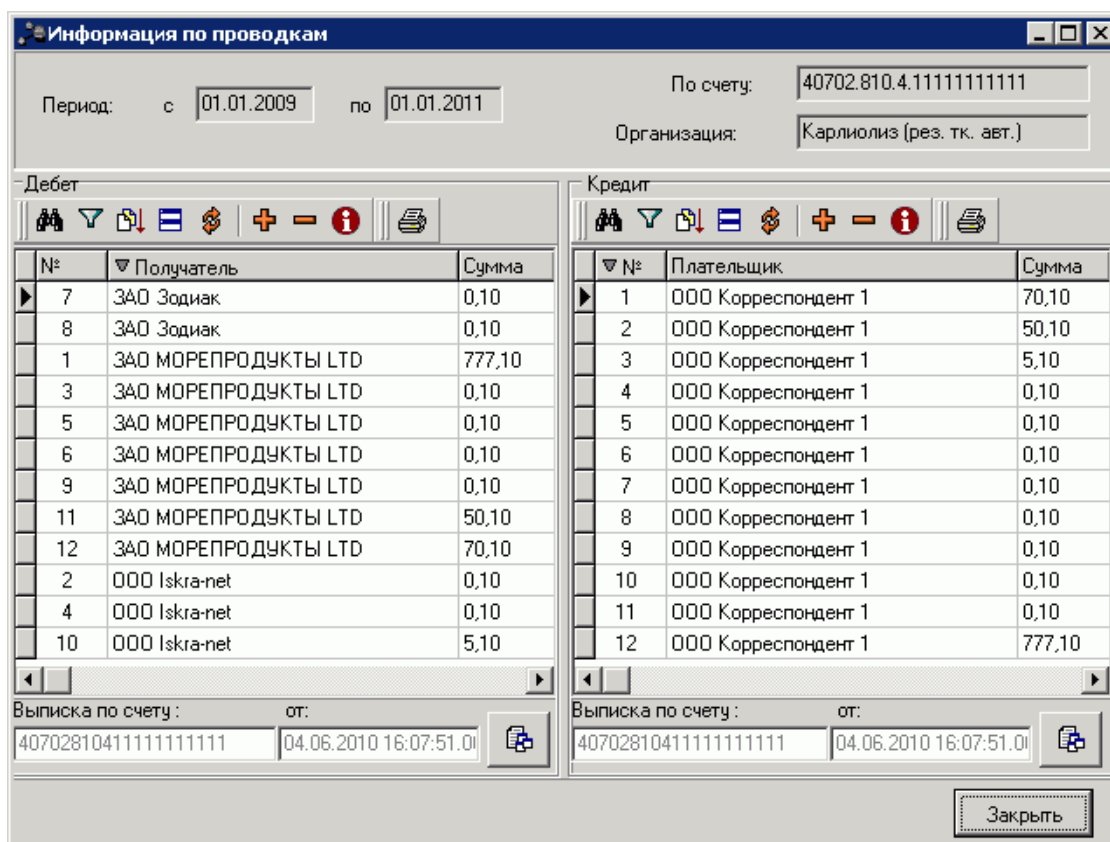 Информация по проводкам
Период: с 01.01.2009 по 01.01.2011
По счету: 40702.810.4.11111111111
Организация: Карлиолиз (рез. тк. авт.)
Дебет
№ Получатель Сумма
7 ЗАО Зодиак 0,10
8 ЗАО Зодиак 0,10
1 ЗАО МОРЕПРОДУКТЫ LTD 777,10
3 ЗАО МОРЕПРОДУКТЫ LTD 0,10
5 ЗАО МОРЕПРОДУКТЫ LTD 0,10
6 ЗАО МОРЕПРОДУКТЫ LTD 0,10
9 ЗАО МОРЕПРОДУКТЫ LTD 0,10
11 ЗАО МОРЕПРОДУКТЫ LTD 50,10
12 ЗАО МОРЕПРОДУКТЫ LTD 70,10
2 ООО Iskra-net 0,10
4 ООО Iskra-net 0,10
10 ООО Iskra-net 5,10
Выписка по счету : от:
40702810411111111111 04.06.2010 16:07:51.0
Кредит
№ Плательщик Сумма
1 ООО Корреспондент 1 70,10
2 ООО Корреспондент 1 50,10
3 ООО Корреспондент 1 5,10
4 ООО Корреспондент 1 0,10
5 ООО Корреспондент 1 0,10
6 ООО Корреспондент 1 0,10
7 ООО Корреспондент 1 0,10
8 ООО Корреспондент 1 0,10
9 ООО Корреспондент 1 0,10
10 ООО Корреспондент 1 0,10
11 ООО Корреспондент 1 0,10
12 ООО Корреспондент 1 777,10
Выписка по счету : от:
40702810411111111111 04.06.2010 16:07:51.0
Закрыть